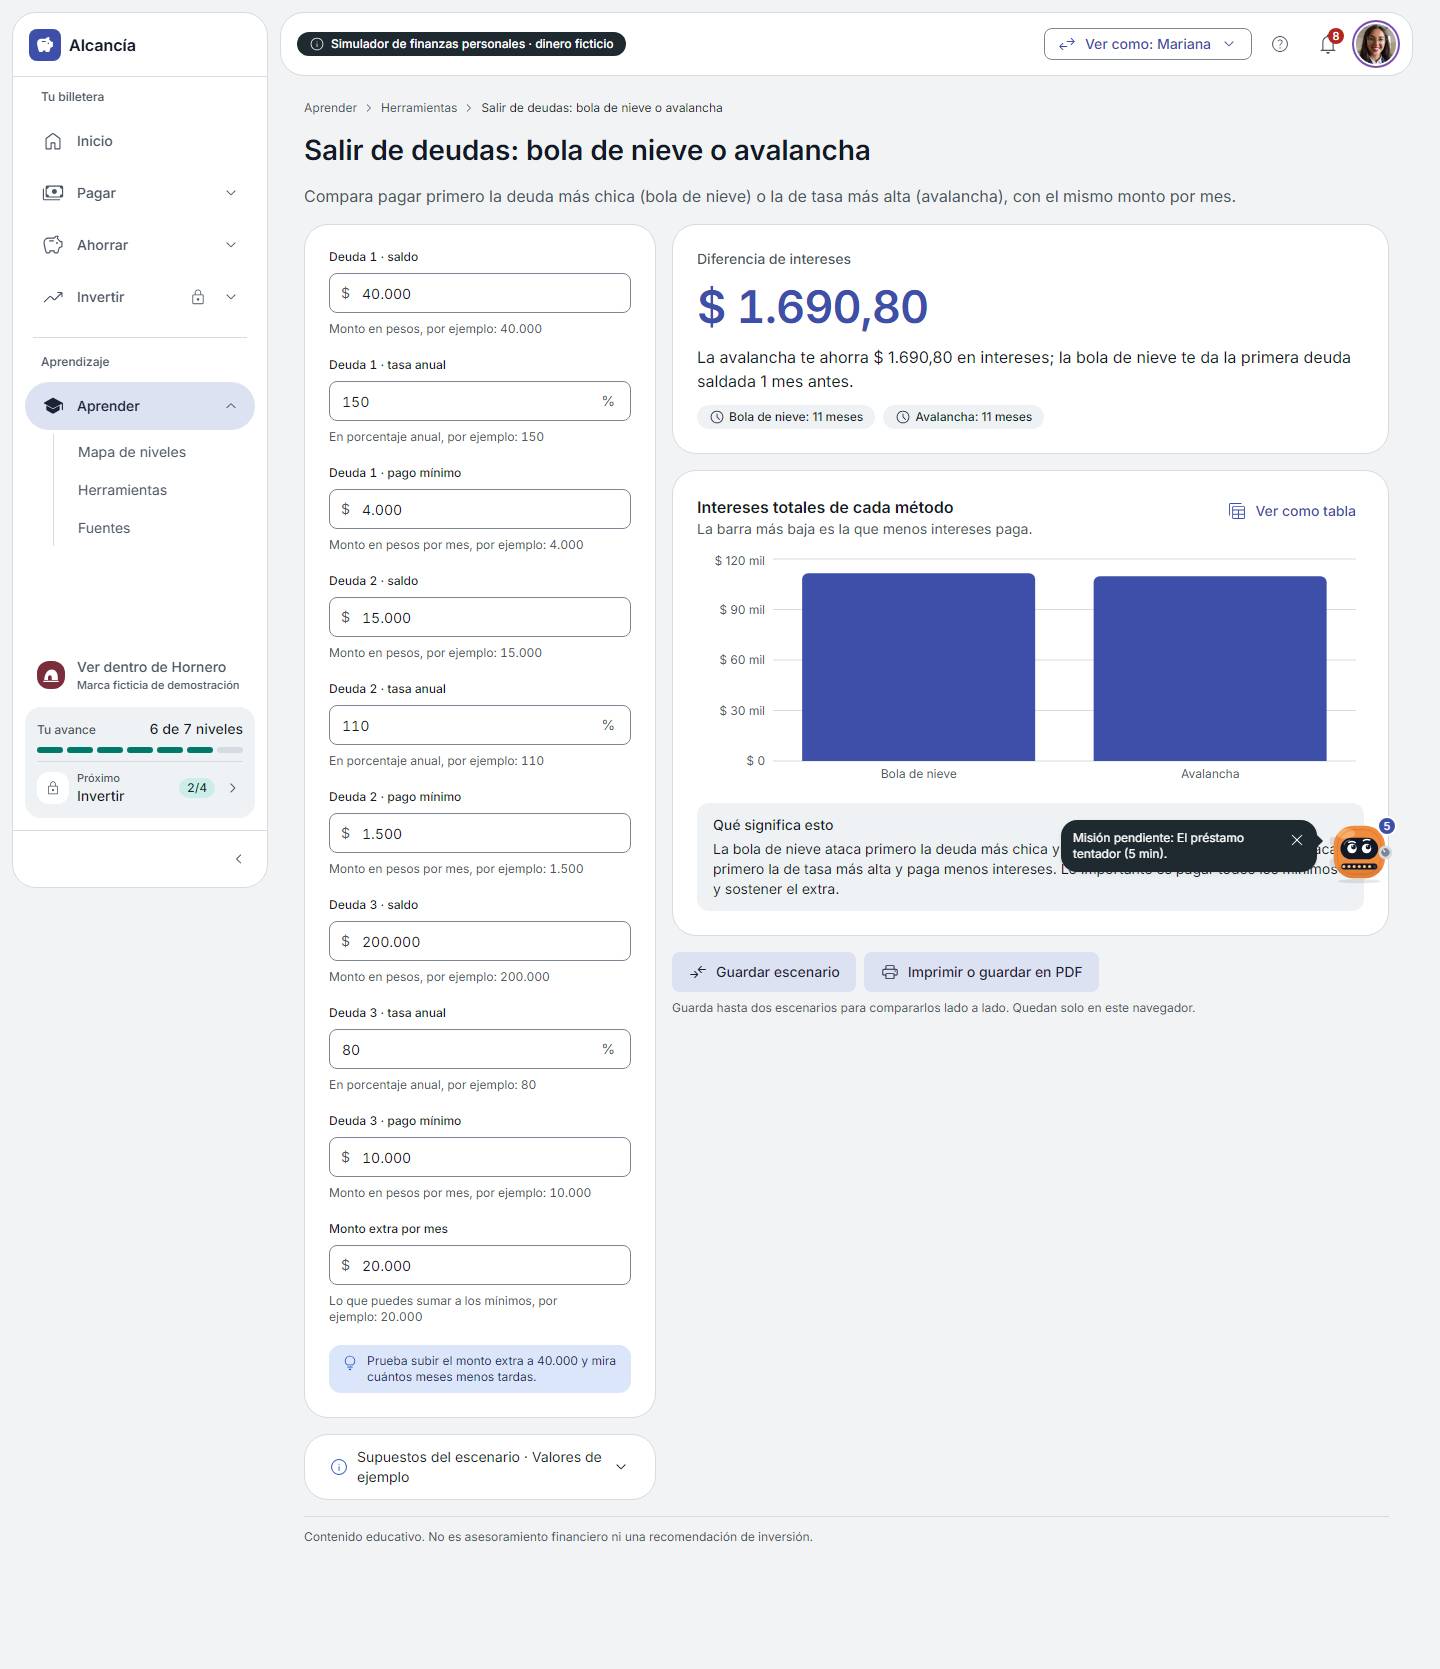 Alcancía
Simulador de finanzas personales · dinero ficticio
Ver como: Mariana
8
Tu billetera
Inicio
Pagar
Ahorrar
Invertir
Aprendizaje
Aprender
Mapa de niveles
Herramientas
Fuentes
Ver dentro de Hornero
Marca ficticia de demostración
Tu avance
6 de 7 niveles
Próximo
Invertir
2/4
Aprender > Herramientas > Salir de deudas: bola de nieve o avalancha
Salir de deudas: bola de nieve o avalancha
Compara pagar primero la deuda más chica (bola de nieve) o la de tasa más alta (avalancha), con el mismo monto por mes.
Deuda 1 · saldo
$ 40.000
Monto en pesos, por ejemplo: 40.000
Deuda 1 · tasa anual
150 %
En porcentaje anual, por ejemplo: 150
Deuda 1 · pago mínimo
$ 4.000
Monto en pesos por mes, por ejemplo: 4.000
Deuda 2 · saldo
$ 15.000
Monto en pesos, por ejemplo: 15.000
Deuda 2 · tasa anual
110 %
En porcentaje anual, por ejemplo: 110
Deuda 2 · pago mínimo
$ 1.500
Monto en pesos por mes, por ejemplo: 1.500
Deuda 3 · saldo
$ 200.000
Monto en pesos, por ejemplo: 200.000
Deuda 3 · tasa anual
80 %
En porcentaje anual, por ejemplo: 80
Deuda 3 · pago mínimo
$ 10.000
Monto en pesos por mes, por ejemplo: 10.000
Monto extra por mes
$ 20.000
Lo que puedes sumar a los mínimos, por
ejemplo: 20.000
Prueba subir el monto extra a 40.000 y mira
cuántos meses menos tardas.
Supuestos del escenario · Valores de
ejemplo
Diferencia de intereses
$ 1.690,80
La avalancha te ahorra $ 1.690,80 en intereses; la bola de nieve te da la primera deuda
saldada 1 mes antes.
Bola de nieve: 11 meses
Avalancha: 11 meses
Intereses totales de cada método
La barra más baja es la que menos intereses paga.
Ver como tabla
$ 120 mil
$ 90 mil
$ 60 mil
$ 30 mil
$ 0
Bola de nieve
Avalancha
Qué significa esto
La bola de nieve ataca primero la deuda más chica y
primero la de tasa más alta y paga menos intereses.
y sostener el extra.
Misión pendiente: El préstamo
tentador (5 min).
5
Guardar escenario
Imprimir o guardar en PDF
Guarda hasta dos escenarios para compararlos lado a lado. Quedan solo en este navegador.
Contenido educativo. No es asesoramiento financiero ni una recomendación de inversión.